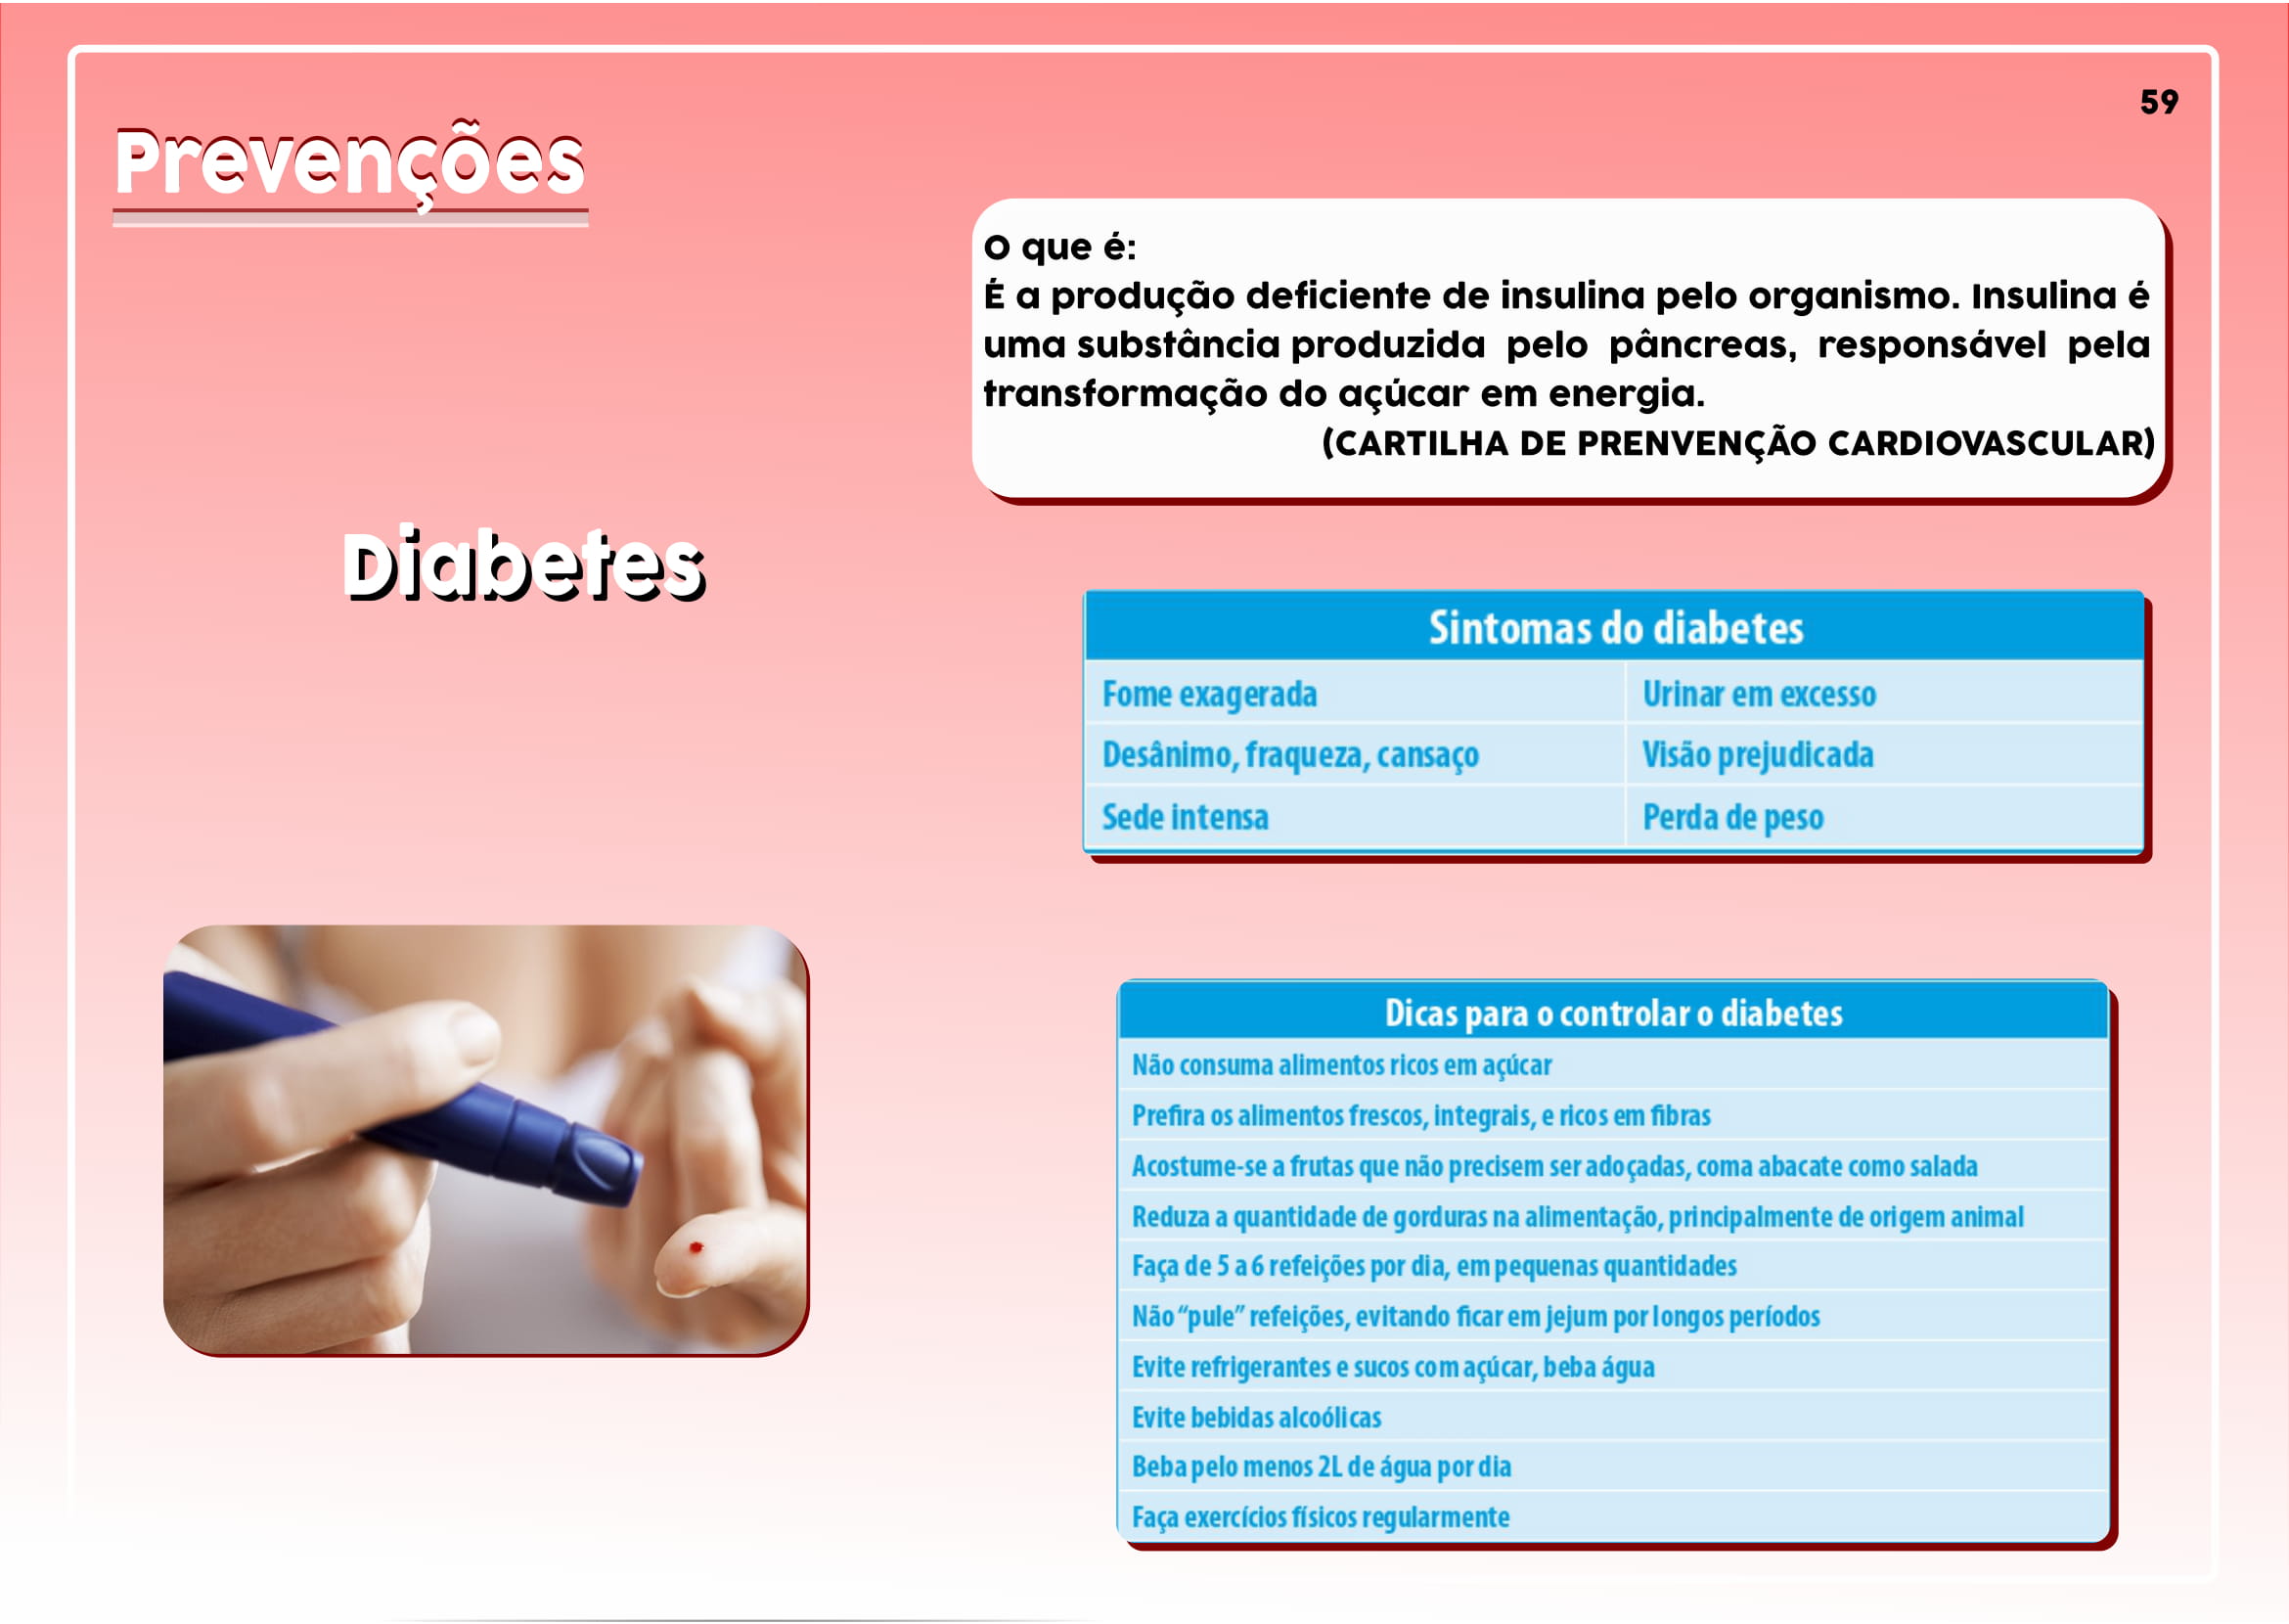 59
Prevenções
O que é:
É a produção deficiente de insulina pelo organismo. Insulina é
uma substância produzida pelo pâncreas, responsável pela
transformação do açúcar em energia.
(CARTILHA DE PRENVENÇÃO CARDIOVASCULAR)
Diabetes
Sintomas do diabetes
Fome exagerada Urinar em excesso
Desânimo, fraqueza, cansaço Visão prejudicada
Sede intensa Perda de peso
Dicas para o controlar o diabetes
Não consuma alimentos ricos em açúcar
Prefira os alimentos frescos, integrais, e ricos em fibras
Acostume-se a frutas que não precisem ser adoçadas, coma abacate como salada
Reduza a quantidade de gorduras na alimentação, principalmente de origem animal
Faça de 5 a 6 refeições por dia, em pequenas quantidades
Não “pule” refeições, evitando ficar em jejum por longos períodos
Evite refrigerantes e sucos com açúcar, beba água
Evite bebidas alcoólicas
Beba pelo menos 2L de água por dia
Faça exercícios físicos regularmente